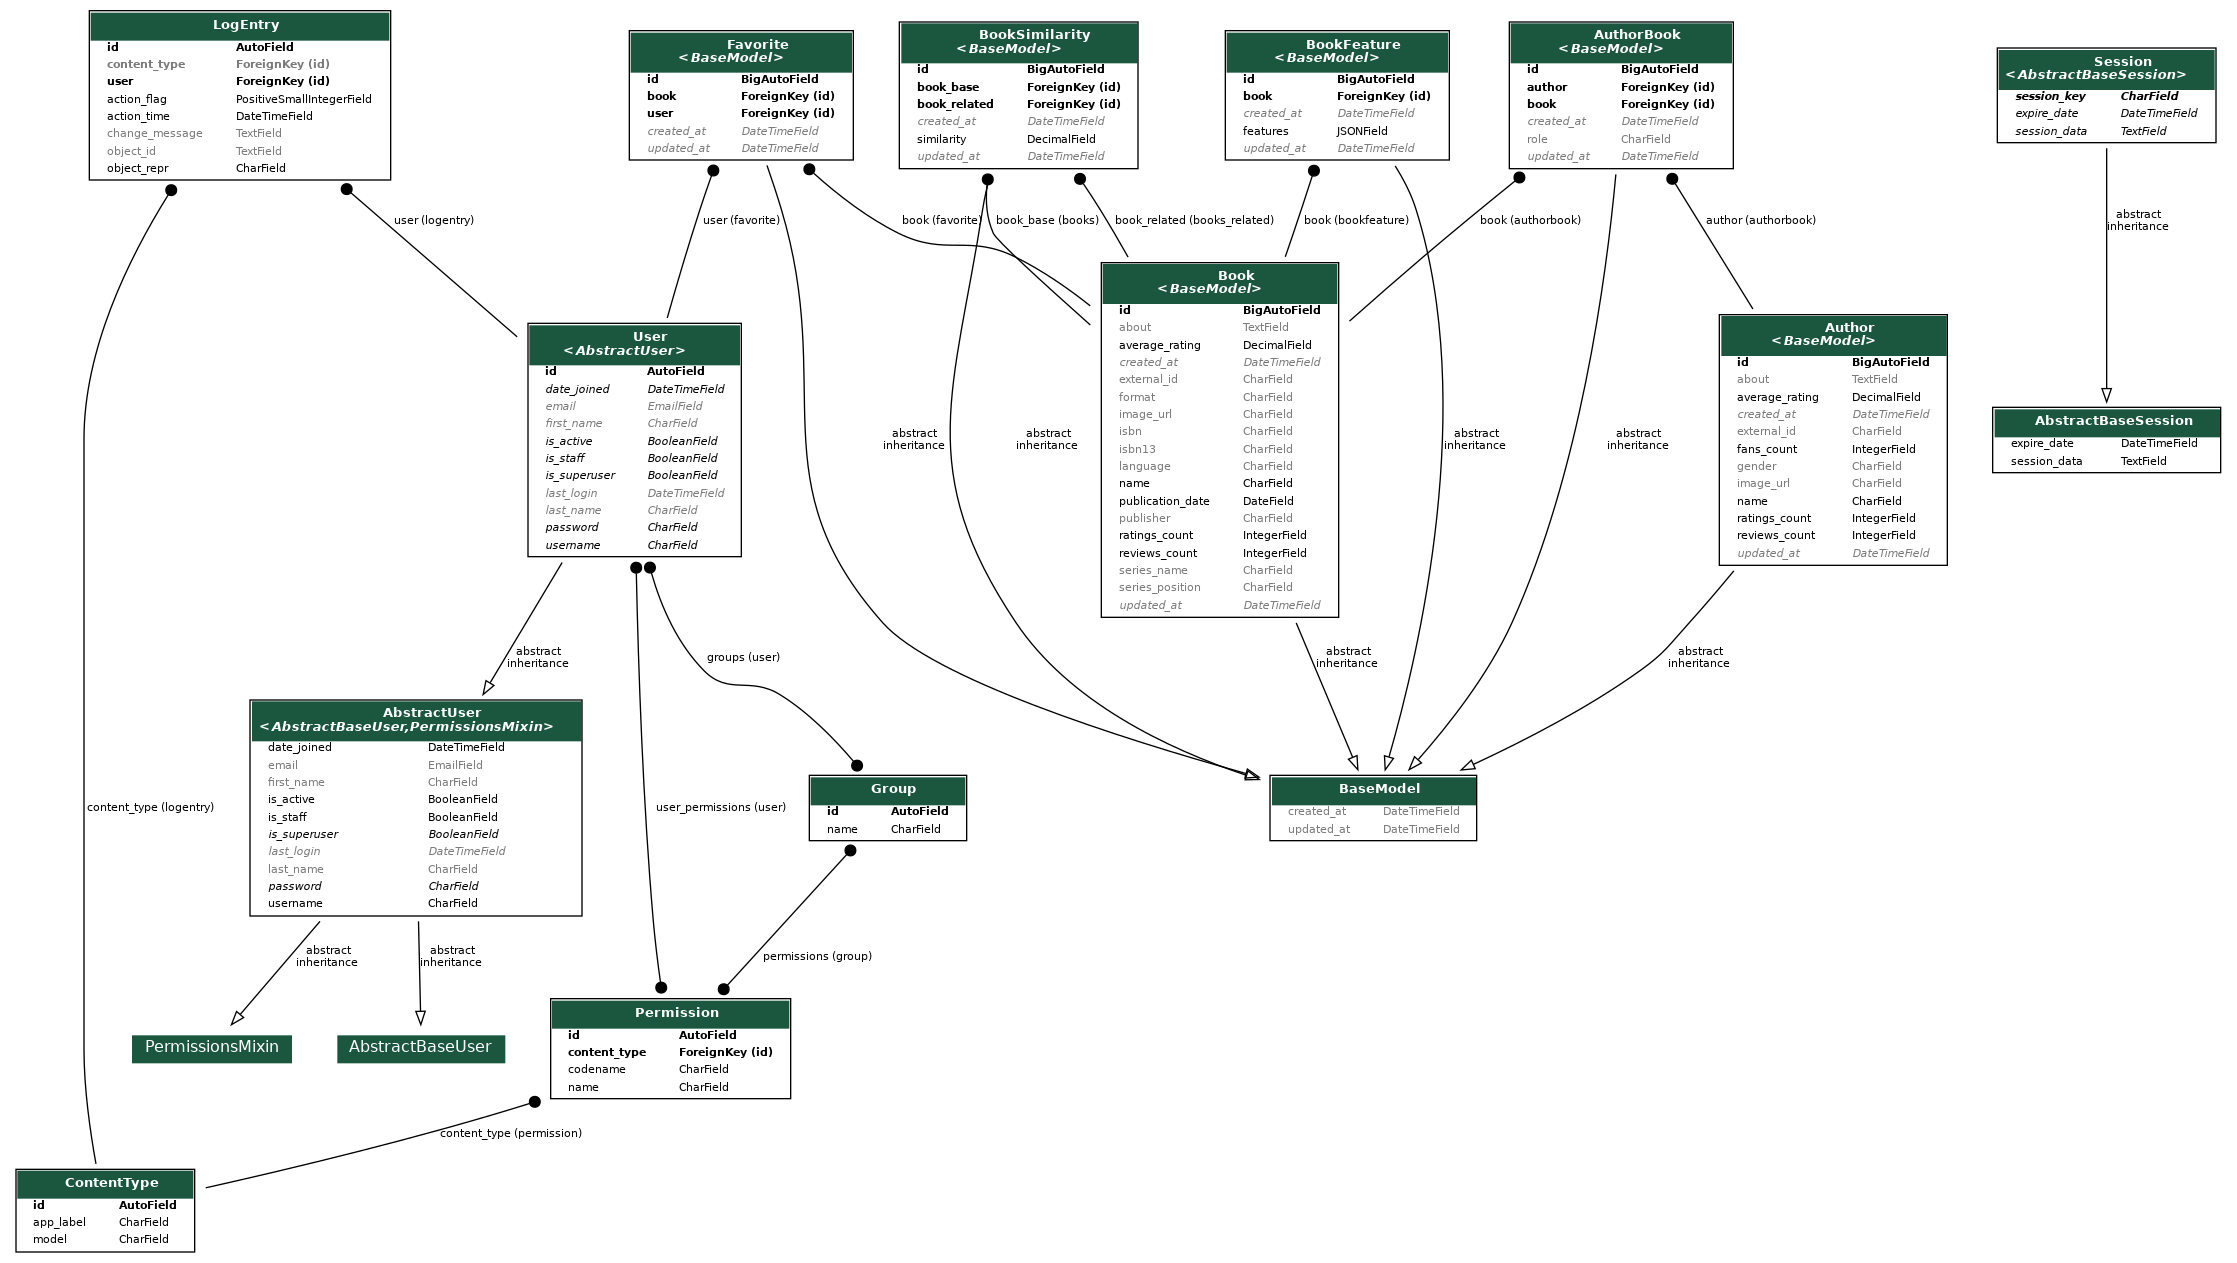 LogEntry
id AutoField
content_type ForeignKey (id)
user ForeignKey (id)
action_flag PositiveSmallIntegerField
action_time DateTimeField
change_message TextField
object_id TextField
object_repr CharField
Favorite
<BaseModel>
id BigAutoField
book ForeignKey (id)
user ForeignKey (id)
created_at DateTimeField
updated_at DateTimeField
BookSimilarity
<BaseModel>
id BigAutoField
book_base ForeignKey (id)
book_related ForeignKey (id)
created_at DateTimeField
similarity DecimalField
updated_at DateTimeField
BookFeature
<BaseModel>
id BigAutoField
book ForeignKey (id)
created_at DateTimeField
features JSONField
updated_at DateTimeField
AuthorBook
<BaseModel>
id BigAutoField
author ForeignKey (id)
book ForeignKey (id)
created_at DateTimeField
role CharField
updated_at DateTimeField
Session
<AbstractBaseSession>
session_key CharField
expire_date DateTimeField
session_data TextField
user (logentry)
user (favorite)
book (favorite)
book_base (books)
book_related (books_related)
book (bookfeature)
book (authorbook)
author (authorbook)
abstract
inheritance
User
<AbstractUser>
id AutoField
date_joined DateTimeField
email EmailField
first_name CharField
is_active BooleanField
is_staff BooleanField
is_superuser BooleanField
last_login DateTimeField
last_name CharField
password CharField
username CharField
abstract
inheritance
abstract
inheritance
Book
<BaseModel>
id BigAutoField
about TextField
average_rating DecimalField
created_at DateTimeField
external_id CharField
format CharField
image_url CharField
isbn CharField
isbn13 CharField
language CharField
name CharField
publication_date DateField
publisher CharField
ratings_count IntegerField
reviews_count IntegerField
series_name CharField
series_position CharField
updated_at DateTimeField
abstract
inheritance
abstract
inheritance
Author
<BaseModel>
id BigAutoField
about TextField
average_rating DecimalField
created_at DateTimeField
external_id CharField
fans_count IntegerField
gender CharField
image_url CharField
name CharField
ratings_count IntegerField
reviews_count IntegerField
updated_at DateTimeField
AbstractBaseSession
expire_date DateTimeField
session_data TextField
abstract
inheritance
groups (user)
abstract
inheritance
abstract
inheritance
AbstractUser
<AbstractBaseUser,PermissionsMixin>
date_joined DateTimeField
email EmailField
first_name CharField
is_active BooleanField
is_staff BooleanField
is_superuser BooleanField
last_login DateTimeField
last_name CharField
password CharField
username CharField
content_type (logentry)
user_permissions (user)
Group
id AutoField
name CharField
BaseModel
created_at DateTimeField
updated_at DateTimeField
abstract
inheritance
abstract
inheritance
permissions (group)
PermissionsMixin
AbstractBaseUser
Permission
id AutoField
content_type ForeignKey (id)
codename CharField
name CharField
content_type (permission)
ContentType
id AutoField
app_label CharField
model CharField